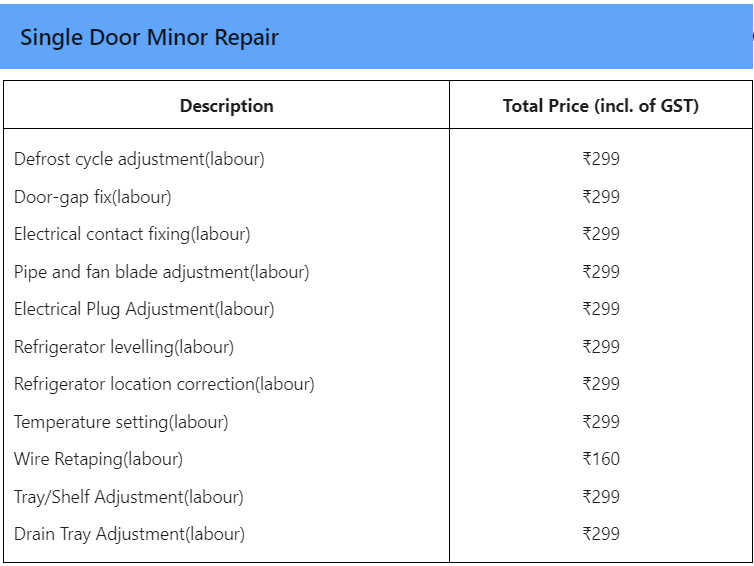 Single Door Minor Repair
Description Total Price (incl. of GST)
Defrost cycle adjustment(labour) ₹299
Door-gap fix(labour) ₹299
Electrical contact fixing(labour) ₹299
Pipe and fan blade adjustment(labour) ₹299
Electrical Plug Adjustment(labour) ₹299
Refrigerator levelling(labour) ₹299
Refrigerator location correction(labour) ₹299
Temperature setting(labour) ₹299
Wire Retaping(labour) ₹160
Tray/Shelf Adjustment(labour) ₹299
Drain Tray Adjustment(labour) ₹299